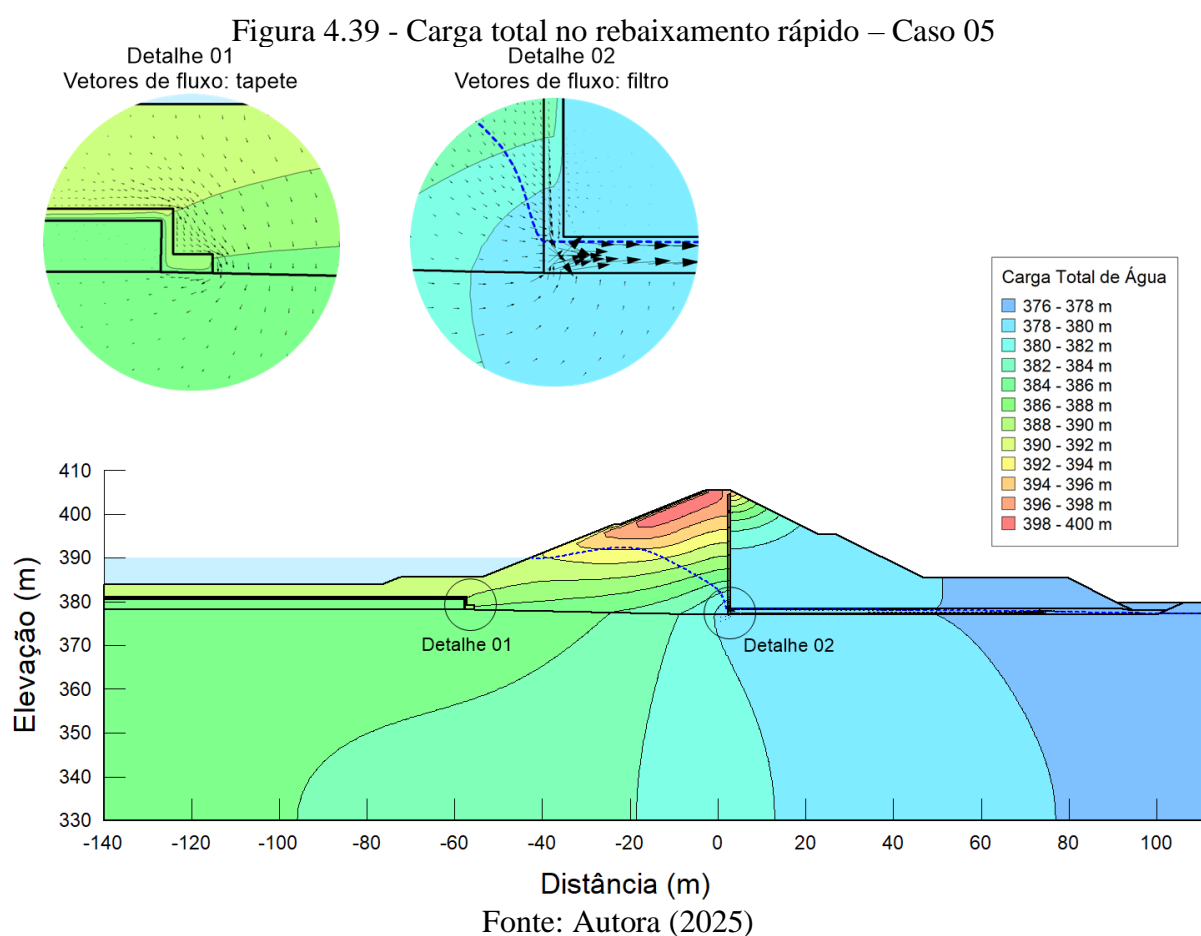 Figura 4.39 - Carga total no rebaixamento rápido – Caso 05
Detalhe 01
Vetores de fluxo: tapete
Detalhe 02
Vetores de fluxo: filtro
Carga Total de Água
376 - 378 m
378 - 380 m
380 - 382 m
382 - 384 m
384 - 386 m
386 - 388 m
388 - 390 m
390 - 392 m
392 - 394 m
394 - 396 m
396 - 398 m
398 - 400 m
Elevação (m)
410
400
390
380
370
360
350
340
330
Detalhe 01
Detalhe 02
-140
-120
-100
-80
-60
-40
-20
0
20
40
60
80
100
Distância (m)
Fonte: Autora (2025)